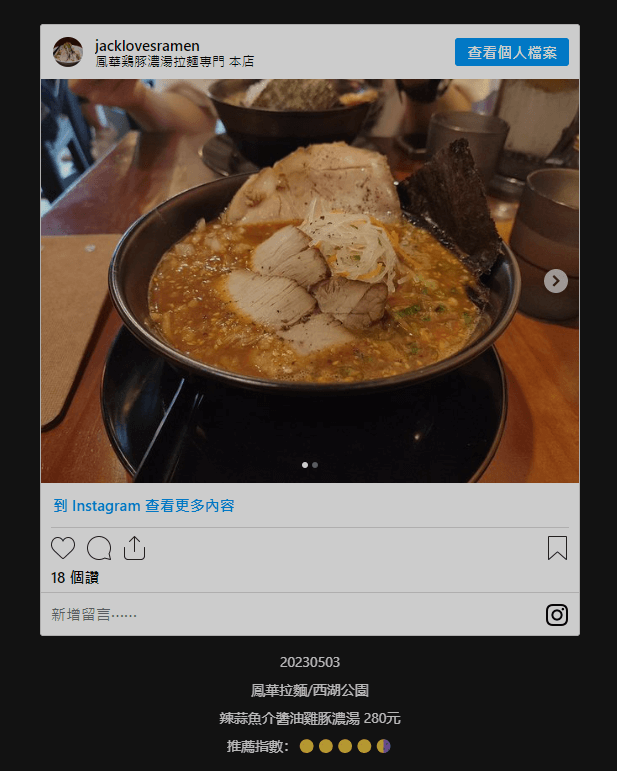 jacklovesramen
鳳華鷄豚濃湯拉麵專門 本店
查看個人檔案
到 Instagram 查看更多內容
18 個讚
新增留言⋯⋯
20230503
鳳華拉麵/西湖公園
辣蒜魚介醬油雞豚濃湯 280元
推薦指數：